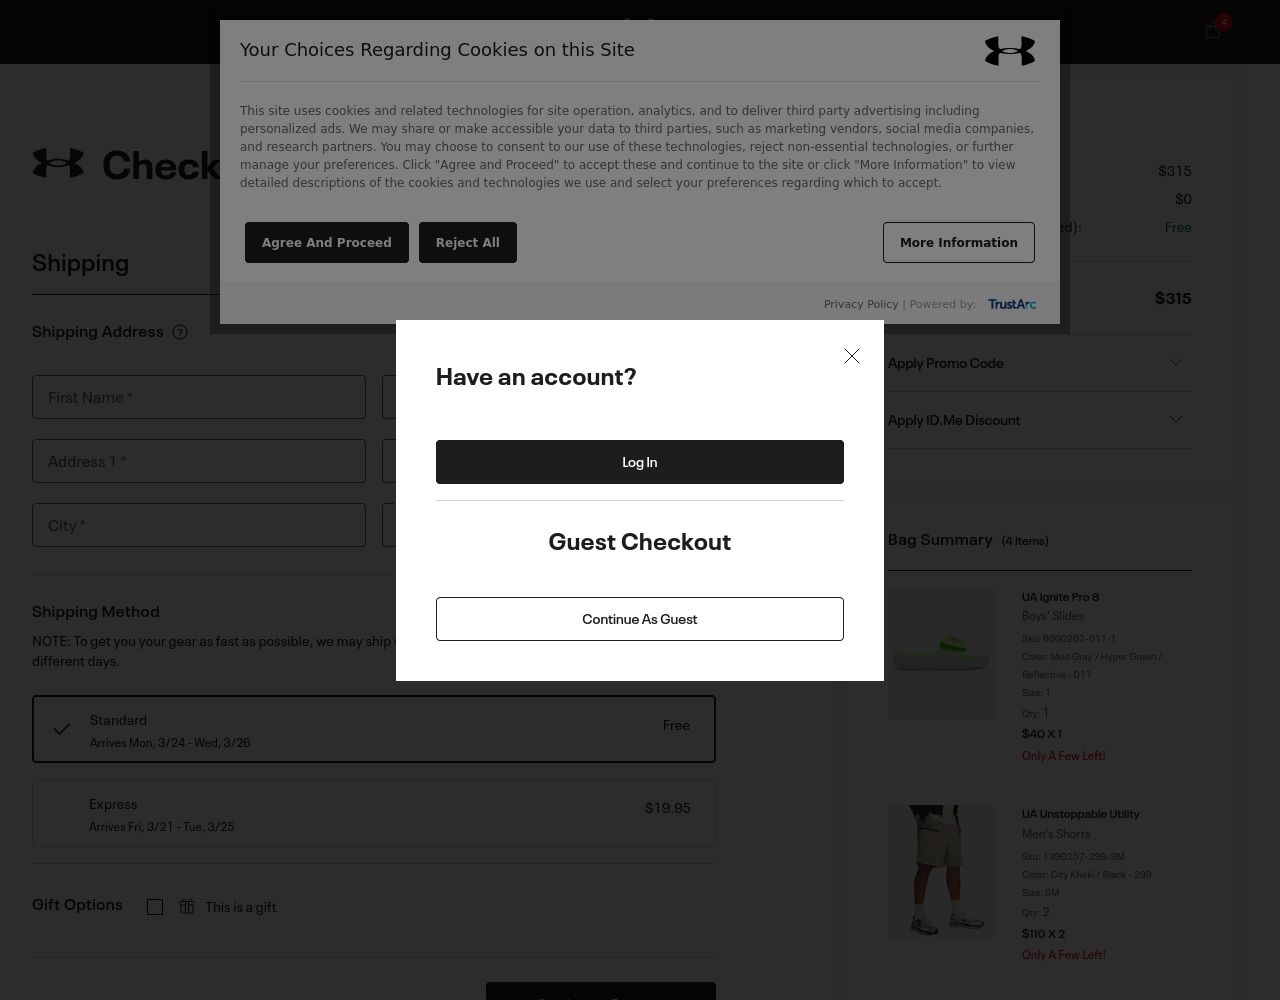 4
Your Choices Regarding Cookies on this Site
This site uses cookies and related technologies for site operation, analytics, and to deliver third party advertising including
personalized ads. We may share or make accessible your data to third parties, such as marketing vendors, social media companies,
and research partners. You may choose to consent to our use of these technologies, reject non-essential technologies, or further
manage your preferences. Click "Agree and Proceed" to accept these and continue to the site or click "More Information" to view
detailed descriptions of the cookies and technologies we use and select your preferences regarding which to accept.
Agree And Proceed
Reject All
More Information
Privacy Policy | Powered by: TrustArc
Have an account?
Log In
Guest Checkout
Continue As Guest
Check
Shipping
Shipping Address ?
First Name *
Address 1 *
City *
Shipping Method
NOTE: To get you your gear as fast as possible, we may ship
different days.
Standard
Arrives Mon, 3/24 - Wed, 3/26
Free
Express
Arrives Fri, 3/21 - Tue, 3/25
$19.95
Gift Options
This is a gift
$315
$0
rd):
Free
$315
Apply Promo Code
Apply ID.Me Discount
Bag Summary (4 Items)
UA Ignite Pro 8
Boys' Slides
Sku: 6000202-011-1
Color: Mod Gray / Hyper Green /
Reflective - 011
Size: 1
Qty: 1
$40 X 1
Only A Few Left!
UA Unstoppable Utility
Men's Shorts
Sku: 1390257-299-SM
Color: City Khaki / Black - 299
Size: SM
Qty: 2
$110 X 2
Only A Few Left!